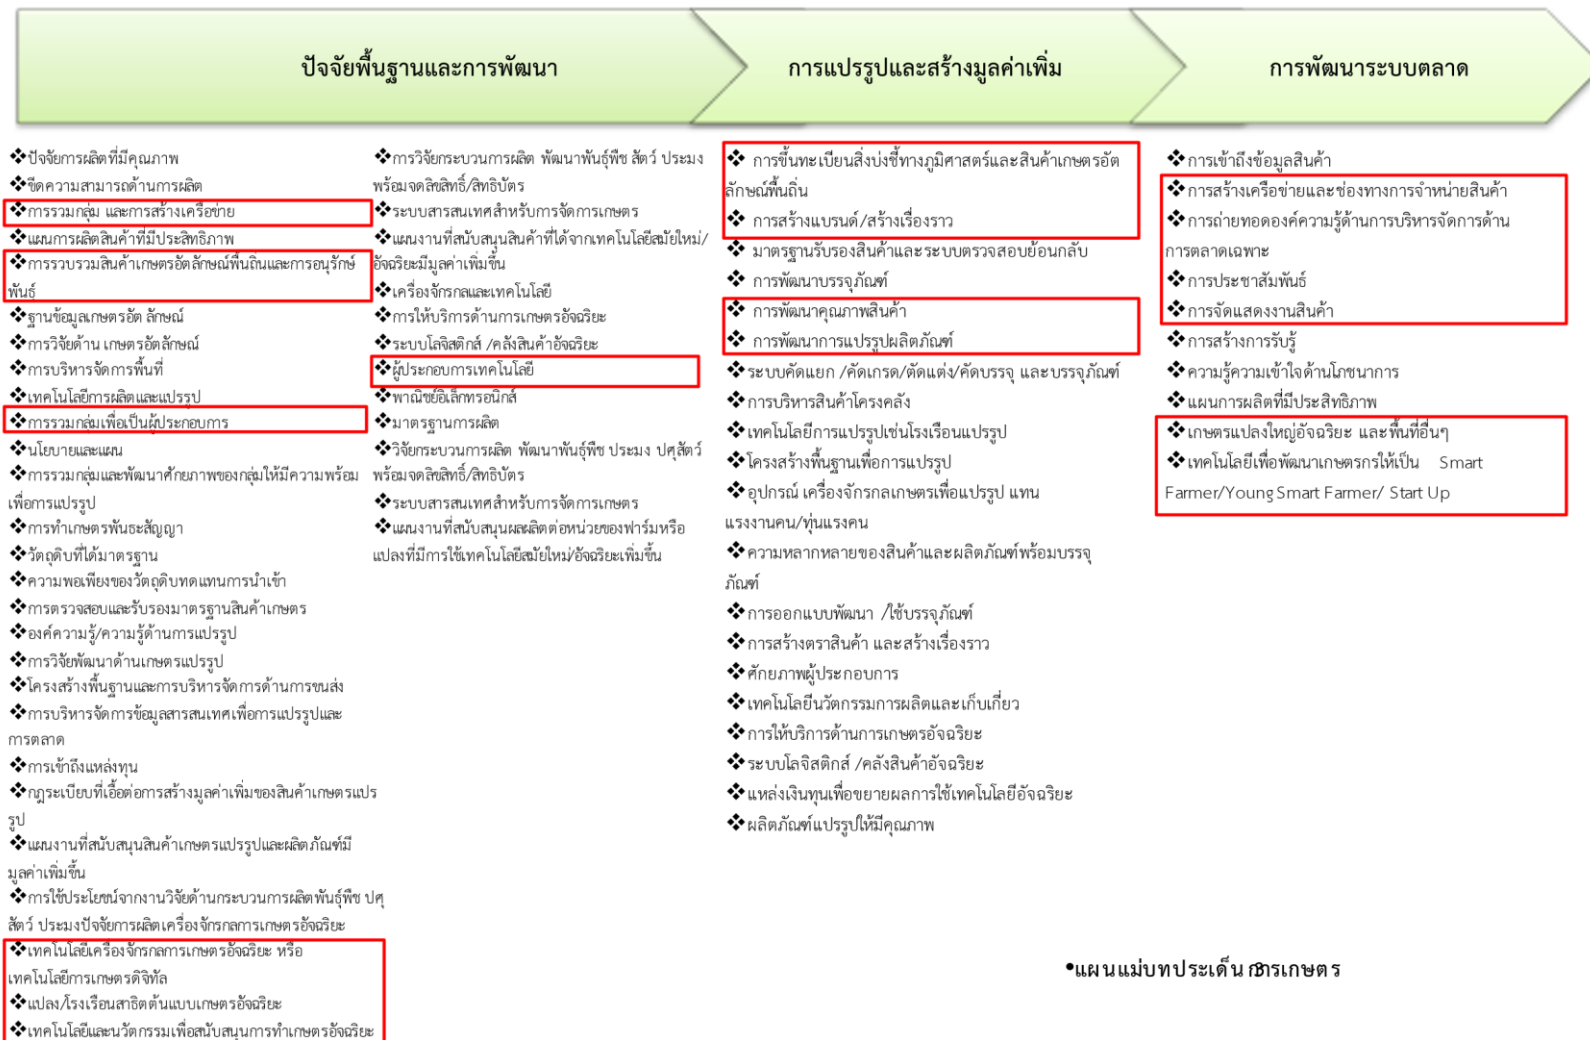 ปัจจัยพื้นฐานและการพัฒนา
การแปรรูปและสร้างมูลค่าเพิ่ม
การพัฒนาระบบตลาด
❖ปัจจัยการผลิตที่มีคุณภาพ
❖ขีดความสามารถด้านการผลิต
❖การรวมกลุ่ม และการสร้างเครือข่าย
❖แผนการผลิตสินค้าที่มีประสิทธิภาพ
❖การรวบรวมสินค้าเกษตรอัตลักษณ์พื้นถิ่นและการอนุรักษ์
พันธุ์
❖ฐานข้อมูลเกษตรอัต ลักษณ์
❖การวิจัยด้าน เกษตรอัตลักษณ์
❖การบริหารจัดการพื้นที่
❖เทคโนโลยีการผลิตและแปรรูป
❖การรวมกลุ่มเพื่อเป็นผู้ประกอบการ
❖นโยบายและแผน
❖การรวมกลุ่มและพัฒนาศักยภาพของกลุ่มให้มีความพร้อม
เพื่อการแปรรูป
❖การทำเกษตรพันธะสัญญา
❖วัตถุดิบที่ได้มาตรฐาน
❖ความพอเพียงของวัตถุดิบทดแทนการนำเข้า
❖การตรวจสอบและรับรองมาตรฐานสินค้าเกษตร
❖องค์ความรู้/ความรู้ด้านการแปรรูป
❖การวิจัยพัฒนาด้านเกษตรแปรรูป
❖โครงสร้างพื้นฐานและการบริหารจัดการด้านการขนส่ง
❖การบริหารจัดการข้อมูลสารสนเทศเพื่อการแปรรูปและ
การตลาด
❖การเข้าถึงแหล่งทุน
❖กฎระเบียบที่เอื้อต่อการสร้างมูลค่าเพิ่มของสินค้าเกษตรแปร
รูป
❖แผนงานที่สนับสนุนสินค้าเกษตรแปรรูปและผลิตภัณฑ์มี
มูลค่าเพิ่มขึ้น
❖การใช้ประโยชน์จากงานวิจัยด้านกระบวนการผลิตพันธุ์พืช ปศุ
สัตว์ ประมงปัจจัยการผลิตเครื่องจักรกลการเกษตรอัจฉริยะ
❖เทคโนโลยีเครื่องจักรกลการเกษตรอัจฉริยะ หรือ
เทคโนโลยีการเกษตรดิจิทัล
❖แปลง/โรงเรือนสาธิตต้นแบบเกษตรอัจฉริยะ
❖เทคโนโลยีและนวัตกรรมเพื่อสนับสนุนการทำเกษตรอัจฉริยะ
❖การวิจัยกระบวนการผลิต พัฒนาพันธุ์พืช สัตว์ ประมง
พร้อมจดลิขสิทธิ์/สิทธิบัตร
❖ระบบสารสนเทศสำหรับการจัดการเกษตร
❖แผนงานที่สนับสนุนสินค้าที่ได้จากเทคโนโลยีสมัยใหม่/
อัจฉริยะมีมูลค่าเพิ่มขึ้น
❖เครื่องจักรกลและเทคโนโลยี
❖การให้บริการด้านการเกษตรอัจฉริยะ
❖ระบบโลจิสติกส์ /คลังสินค้าอัจฉริยะ
❖ผู้ประกอบการเทคโนโลยี
❖พาณิชย์อิเล็กทรอนิกส์
❖มาตรฐานการผลิต
❖วิจัยกระบวนการผลิต พัฒนาพันธุ์พืช ประมง ปศุสัตว์
พร้อมจดลิขสิทธิ์/สิทธิบัตร
❖ระบบสารสนเทศสำหรับการจัดการเกษตร
❖แผนงานที่สนับสนุนผลผลิตต่อหน่วยของฟาร์มหรือ
แปลงที่มีการใช้เทคโนโลยีสมัยใหม่/อัจฉริยะเพิ่มขึ้น
❖ การขึ้นทะเบียนสิ่งบ่งชี้ทางภูมิศาสตร์และสินค้าเกษตรอัต
ลักษณ์พื้นถิ่น
❖ การสร้างแบรนด์/สร้างเรื่องราว
❖ มาตรฐานรับรองสินค้าและระบบตรวจสอบย้อนกลับ
❖ การพัฒนาบรรจุภัณฑ์
❖ การพัฒนาคุณภาพสินค้า
❖ การพัฒนาการแปรรูปผลิตภัณฑ์
❖ระบบคัดแยก /คัดเกรด/ตัดแต่ง/คัดบรรจุ และบรรจุภัณฑ์
❖การบริหารสินค้าโครงคลัง
❖เทคโนโลยีการแปรรูปเช่นโรงเรือนแปรรูป
❖โครงสร้างพื้นฐานเพื่อการแปรรูป
❖อุปกรณ์ เครื่องจักรกลเกษตรเพื่อแปรรูป แทน
แรงงานคน/ทุ่นแรงคน
❖ความหลากหลายของสินค้าและผลิตภัณฑ์พร้อมบรรจุ
ภัณฑ์
❖การออกแบบพัฒนา /ใช้บรรจุภัณฑ์
❖การสร้างตราสินค้า และสร้างเรื่องราว
❖ศักยภาพผู้ประกอบการ
❖เทคโนโลยีนวัตกรรมการผลิตและเก็บเกี่ยว
❖การให้บริการด้านการเกษตรอัจฉริยะ
❖ระบบโลจิสติกส์ /คลังสินค้าอัจฉริยะ
❖แหล่งเงินทุนเพื่อขยายผลการใช้เทคโนโลยีอัจฉริยะ
❖ผลิตภัณฑ์แปรรูปให้มีคุณภาพ
❖การเข้าถึงข้อมูลสินค้า
❖การสร้างเครือข่ายและช่องทางการจำหน่ายสินค้า
❖การถ่ายทอดองค์ความรู้ด้านการบริหารจัดการด้าน
การตลาดเฉพาะ
❖การประชาสัมพันธ์
❖การจัดแสดงงานสินค้า
❖การสร้างการรับรู้
❖ความรู้ความเข้าใจด้านโภชนาการ
❖แผนการผลิตที่มีประสิทธิภาพ
❖เกษตรแปลงใหญ่อัจฉริยะ และพื้นที่อื่นๆ
❖เทคโนโลยีเพื่อพัฒนาเกษตรกรให้เป็น Smart
Farmer/Young Smart Farmer/ Start Up
•แผนแม่บทประเด็น การเกษตร
3